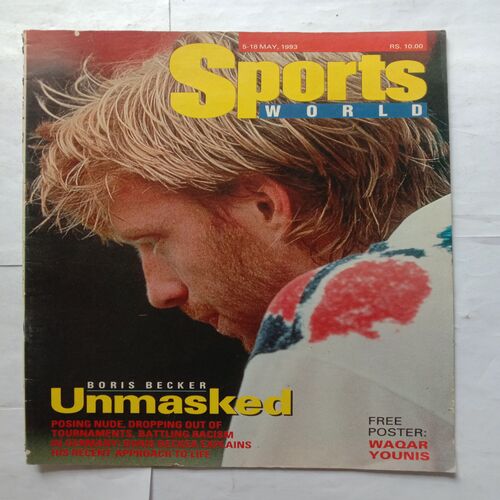 5-18 MAY, 1993
RS. 10.00
Sports
WORLD
BORIS BECKER
Unmasked
POSING NUDE, DROPPING OUT OF
TOURNAMENTS, BATTLING RACISM
IN GERMANY, BORIS BECKER EXPLAINS
HIS RECENT APPROACH TO LIFE
FREE
POSTER:
WAQAR
YOUNIS